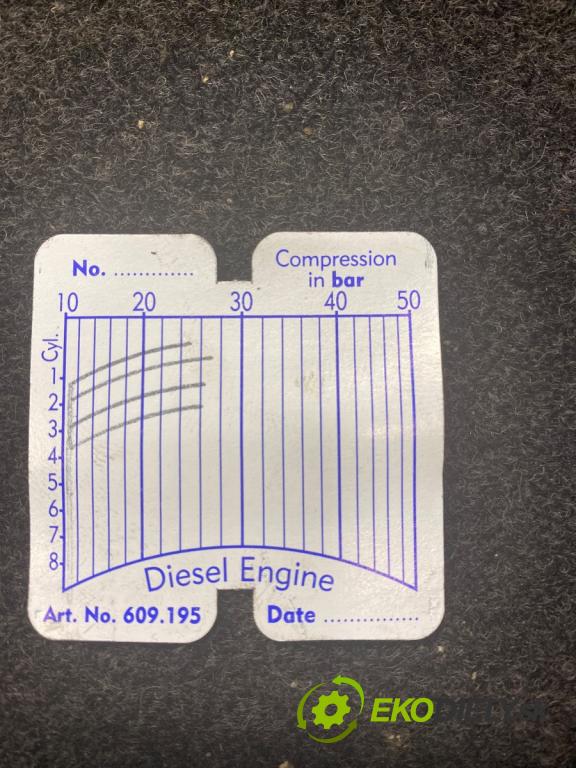 No. .............
Compression
in bar
10 20 30 40 50
Cyl.
1
2
3
4
5
6
7
8
Diesel Engine
Art. No. 609.195
Date ...............
EKO